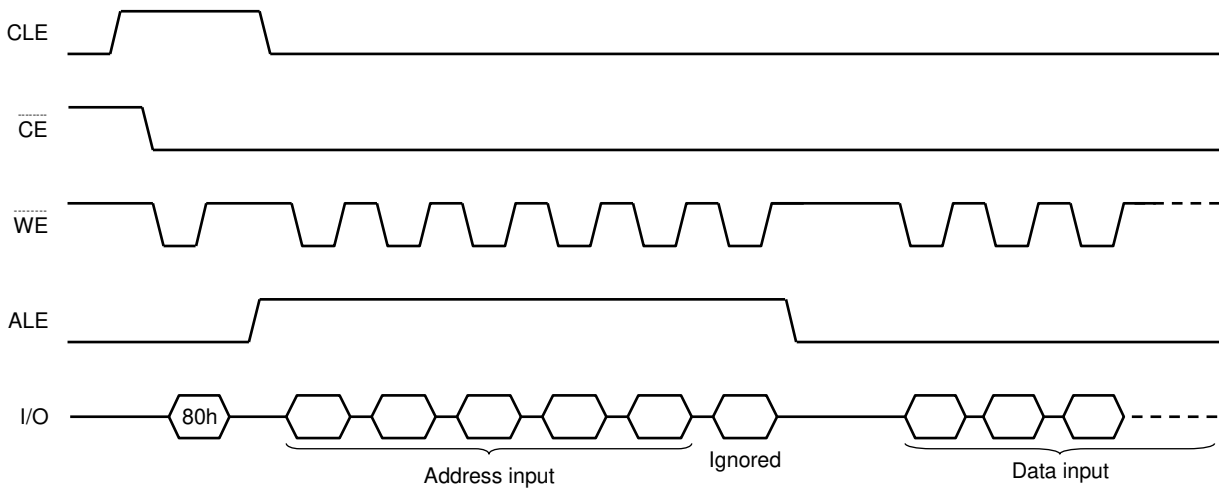 CLE
CE
WE
ALE
I/O
80h
Address input
Ignored
Data input